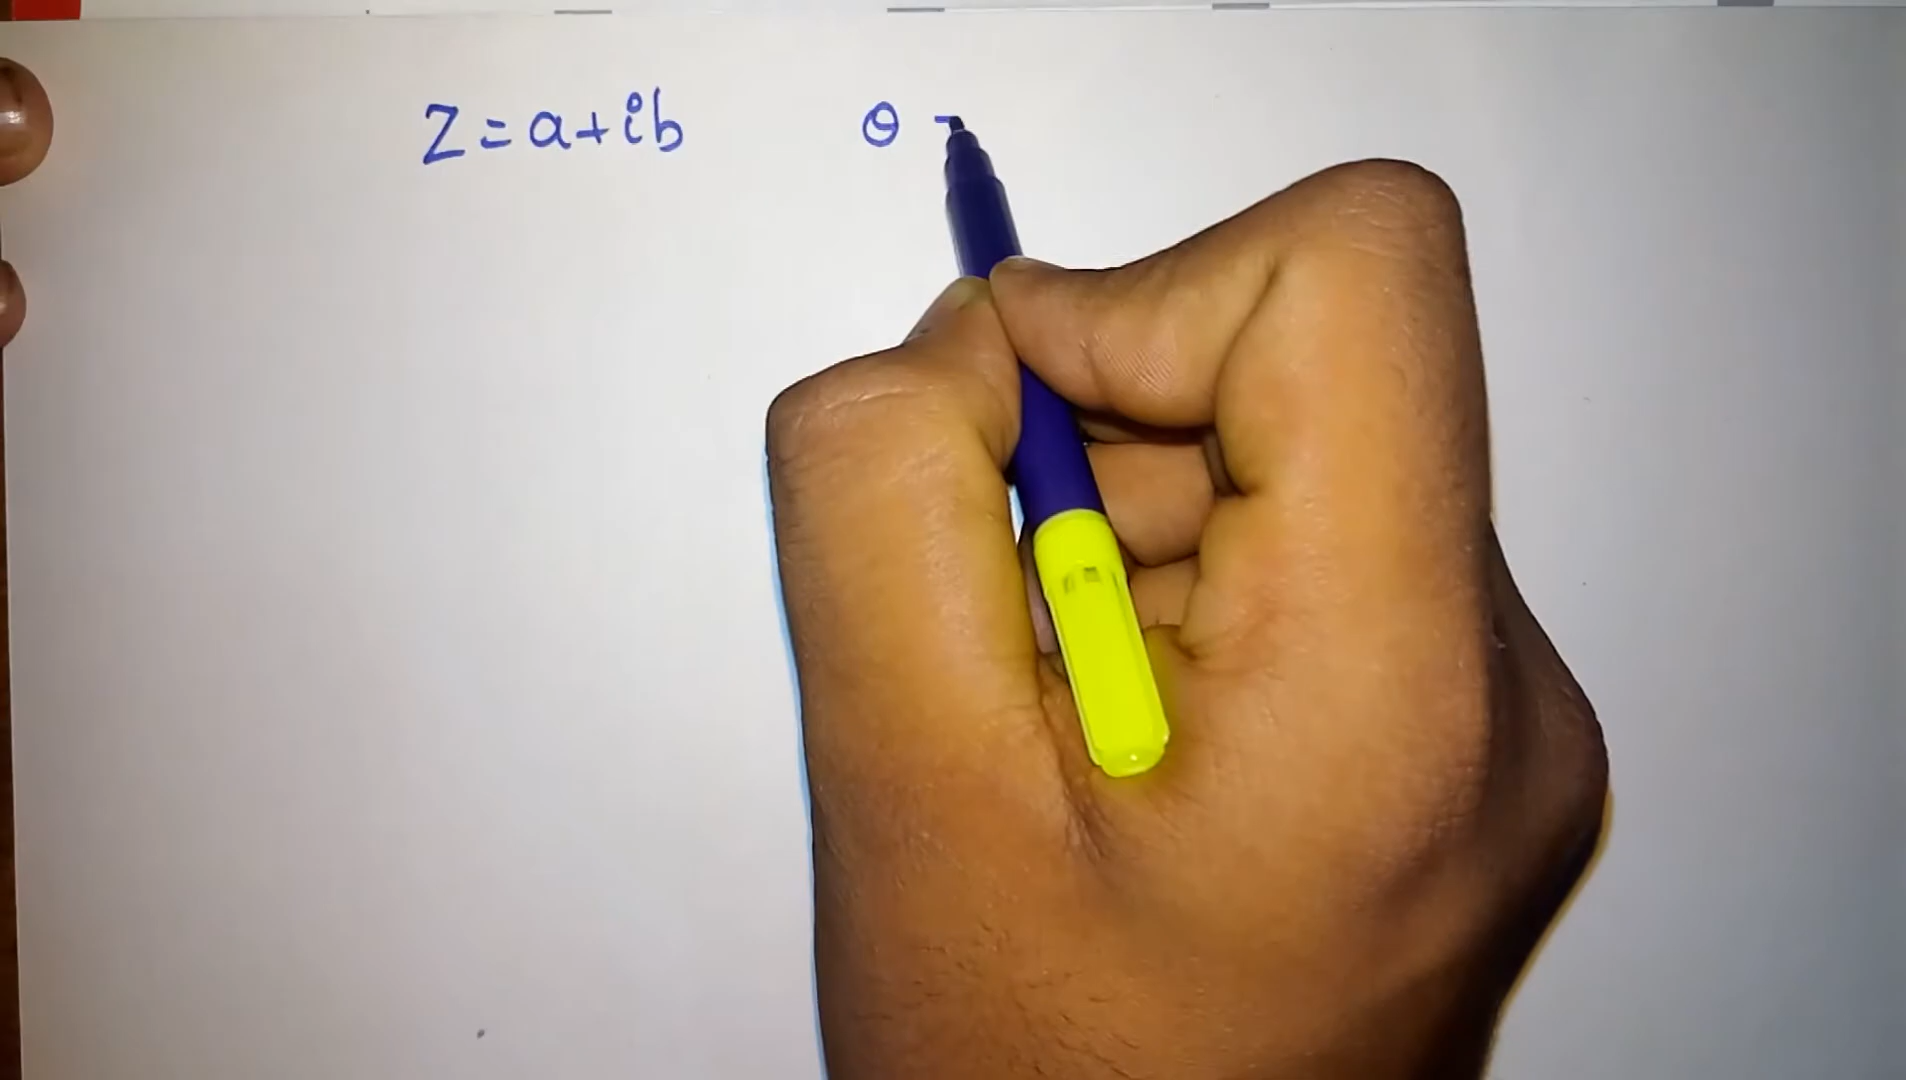 Z = a + ib θ -